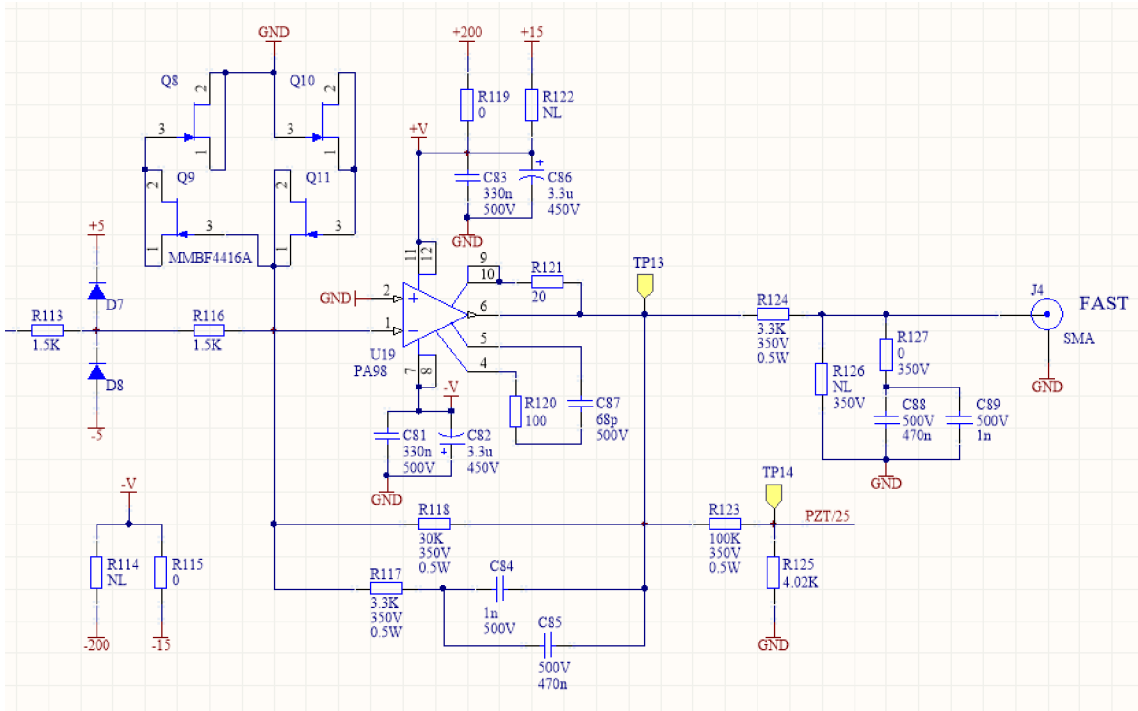 GND
+200
+15
Q8
2
3
1
Q10
2
3
1
R119
0
R122
NL
+V
Q9
2
3
1
Q11
2
3
1
MMBF4416A
C83
330n
500V
+
C86
3.3u
450V
GND
+5
D7
R113
1.5K
R116
1.5K
D8
-5
GND
2
+
1
−
11
12
9
10
6
5
4
7
8
U19
PA98
R121
20
TP13
R124
3.3K
350V
0.5W
J4
FAST
SMA
GND
R127
0
350V
R126
NL
350V
C88
500V
470n
C89
500V
1n
GND
-V
C81
330n
500V
+
C82
3.3u
450V
GND
R120
100
C87
68p
500V
-V
R114
NL
R115
0
-200
-15
R118
30K
350V
0.5W
R117
3.3K
350V
0.5W
C84
1n
500V
C85
500V
470n
R123
100K
350V
0.5W
TP14
PZT/25
R125
4.02K
GND